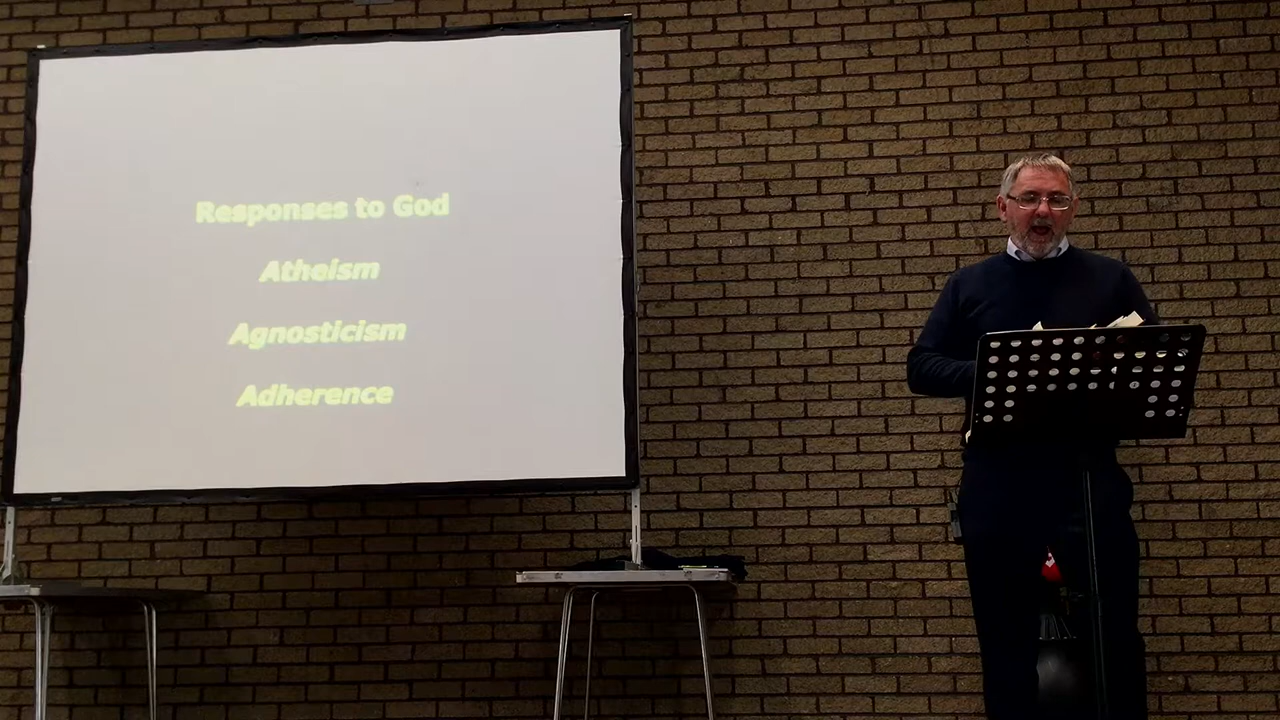 Responses to God
Atheism
Agnosticism
Adherence